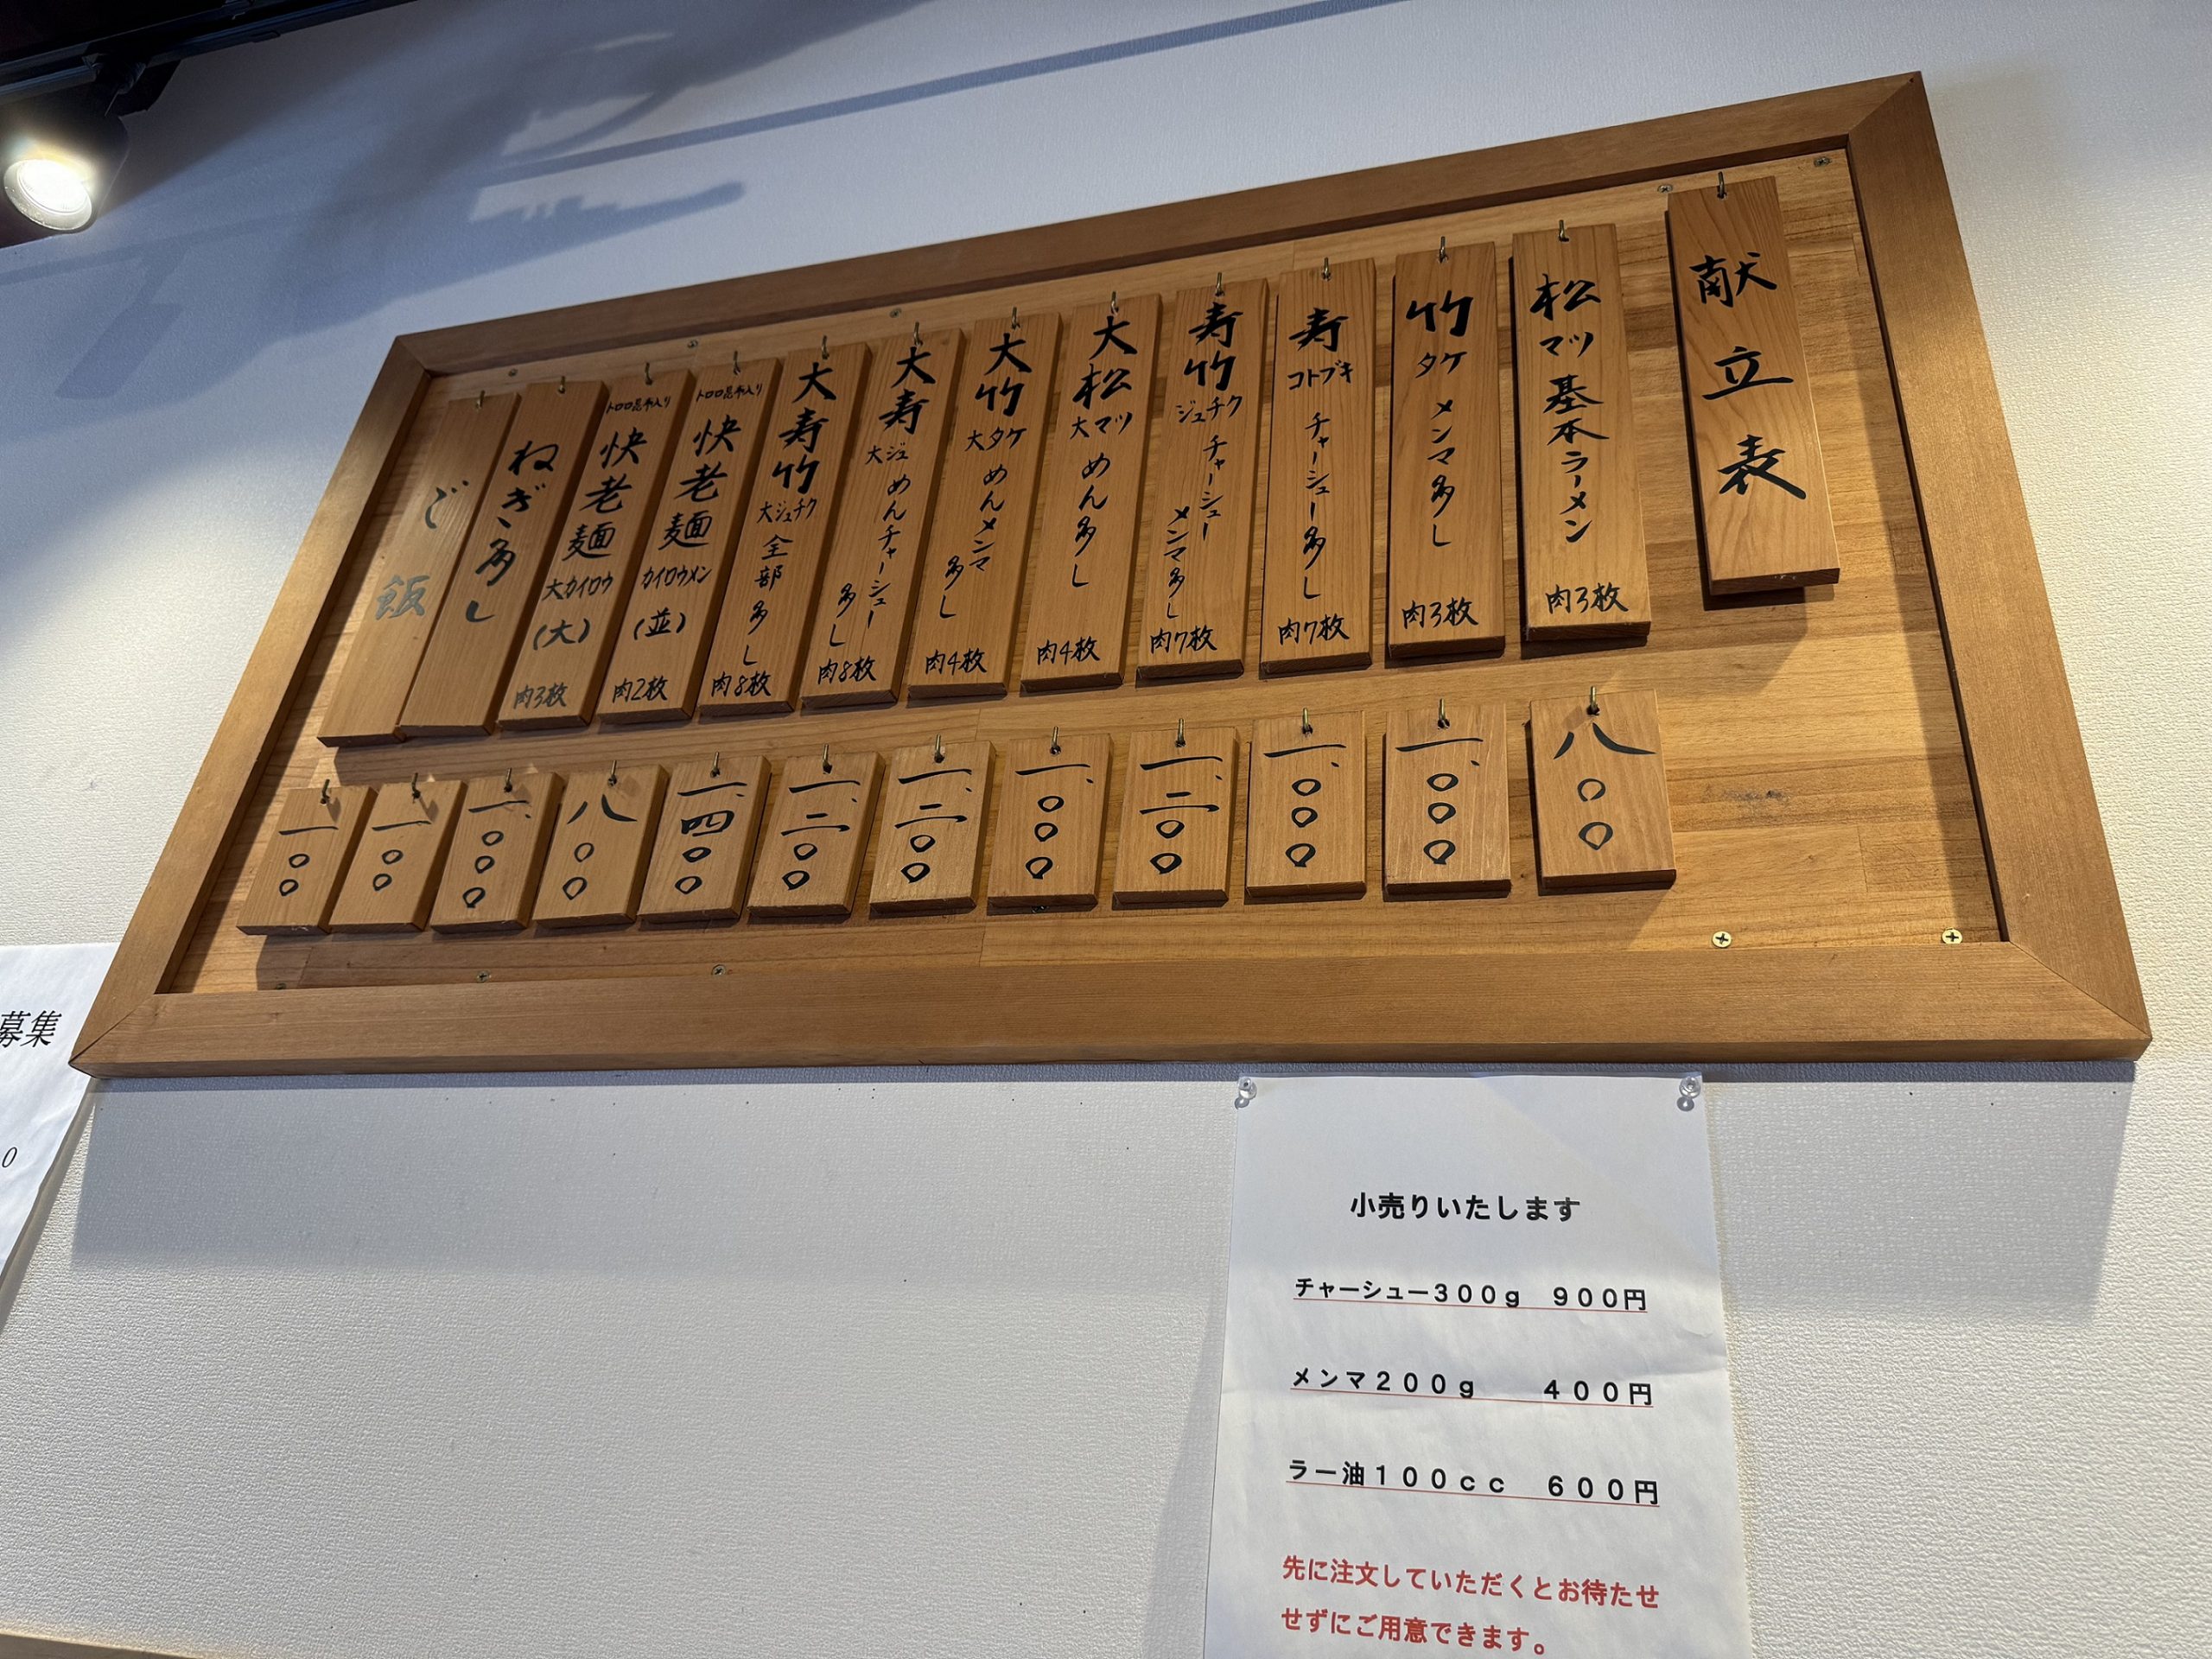 献立表
松 マツ 基本ラーメン 肉3枚
八〇〇
竹 タケ メンマ多し 肉3枚
一、〇〇〇
寿 コトブキ チャーシュー多し 肉7枚
一、〇〇〇
寿竹 ジュチク チャーシュー メンマ多し 肉7枚
一、二〇〇
大松 大マツ めん多し 肉4枚
一、〇〇〇
大竹 大タケ めんメンマ 多し 肉4枚
一、二〇〇
大寿 大ジュ めんチャーシュー 多し 肉8枚
一、二〇〇
大寿竹 大ジュチク 全部多し 肉8枚
一、四〇〇
トロロ昆布入り
快老麺 カイロウメン (並) 肉2枚
八〇〇
トロロ昆布入り
快老麺 大カイロウ (大) 肉3枚
一、〇〇〇
ねぎ、多し
一〇〇
ご飯
一〇〇
募集
0
小売りいたします
チャーシュー300g 900円
メンマ200g 400円
ラー油100cc 600円
先に注文していただくとお待たせ
せずにご用意できます。